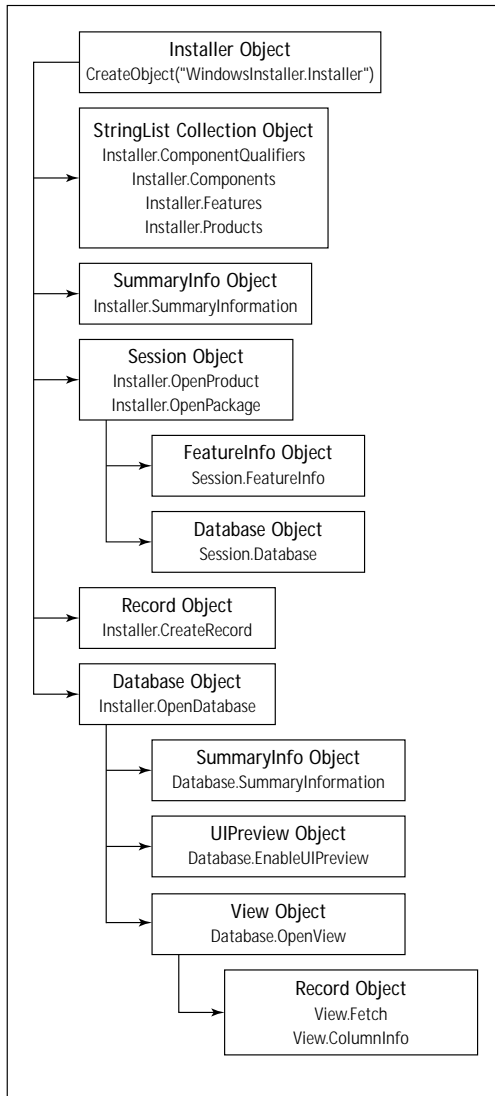 Installer Object
CreateObject("WindowsInstaller.Installer")
StringList Collection Object
Installer.ComponentQualifiers
Installer.Components
Installer.Features
Installer.Products
SummaryInfo Object
Installer.SummaryInformation
Session Object
Installer.OpenProduct
Installer.OpenPackage
FeatureInfo Object
Session.FeatureInfo
Database Object
Session.Database
Record Object
Installer.CreateRecord
Database Object
Installer.OpenDatabase
SummaryInfo Object
Database.SummaryInformation
UIPreview Object
Database.EnableUIPreview
View Object
Database.OpenView
Record Object
View.Fetch
View.ColumnInfo